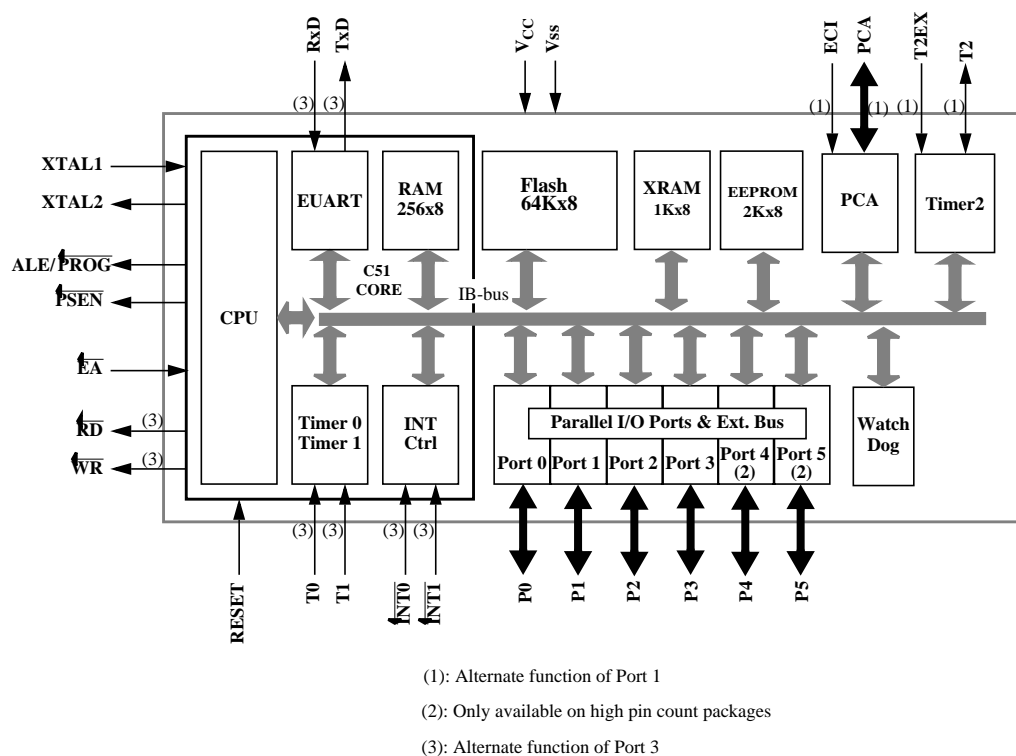 RxD TxD VCC Vss ECI PCA T2EX T2
(3) (3) (1) (1) (1) (1)
XTAL1
XTAL2
ALE/PROG
PSEN
EA
RD (3)
WR (3)
CPU
EUART
RAM
256x8
C51
CORE
IB-bus
Flash
64Kx8
XRAM
1Kx8
EEPROM
2Kx8
PCA
Timer2
Timer 0
Timer 1
INT
Ctrl
Parallel I/O Ports & Ext. Bus
Port 0 Port 1 Port 2 Port 3 Port 4 Port 5
(2) (2)
Watch
Dog
(3) (3) (3) (3)
RESET T0 T1 INT0 INT1 P0 P1 P2 P3 P4 P5
(1): Alternate function of Port 1
(2): Only available on high pin count packages
(3): Alternate function of Port 3